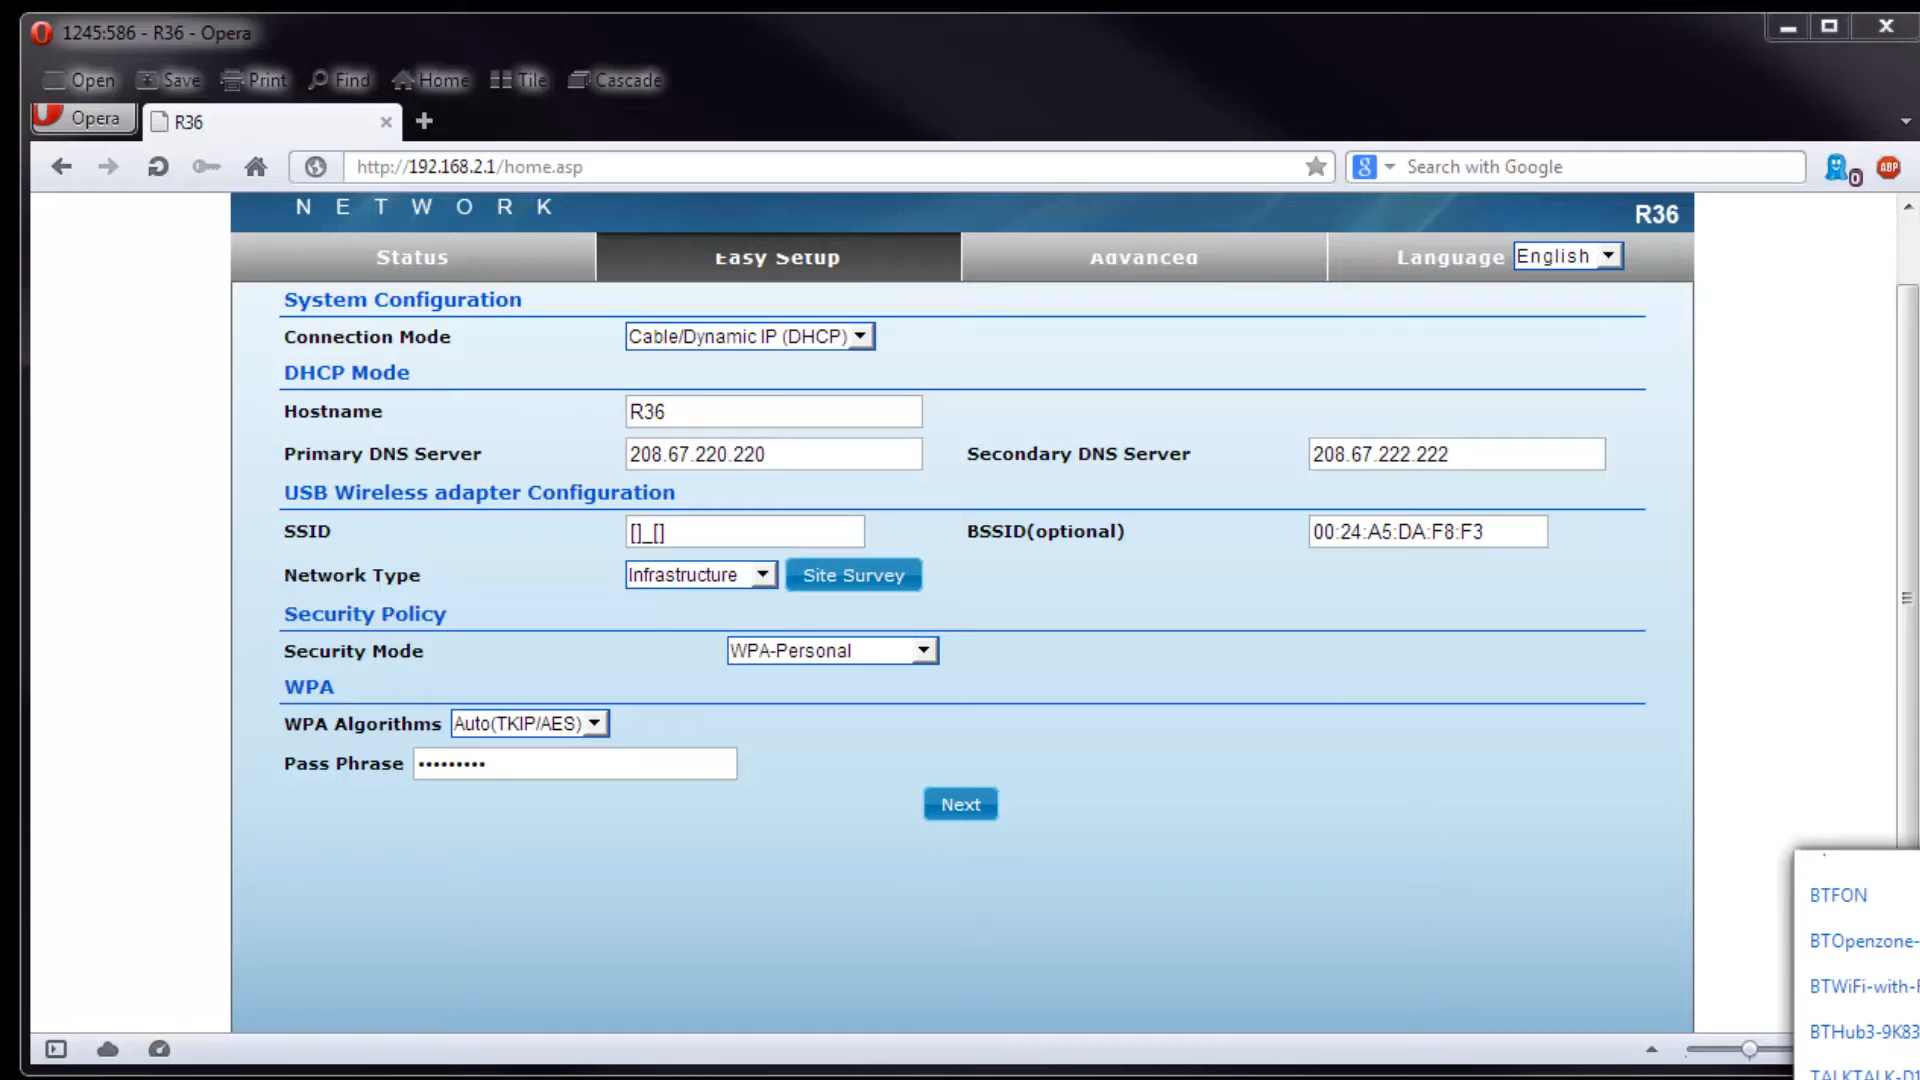 1245:586 - R36 - Opera
Open Save Print Find Home Tile Cascade
Opera R36
http://192.168.2.1/home.asp Search with Google 0 ABP
N E T W O R K R36
Status Easy Setup Advanced Language English
System Configuration
Connection Mode Cable/Dynamic IP (DHCP)
DHCP Mode
Hostname R36
Primary DNS Server 208.67.220.220 Secondary DNS Server 208.67.222.222
USB Wireless adapter Configuration
SSID []_[] BSSID(optional) 00:24:A5:DA:F8:F3
Network Type Infrastructure Site Survey
Security Policy
Security Mode WPA-Personal
WPA
WPA Algorithms Auto(TKIP/AES)
Pass Phrase •••••••••
Next
BTFON
BTOpenzone-
BTWiFi-with-F
BTHub3-9K83
TALKTALK-D1